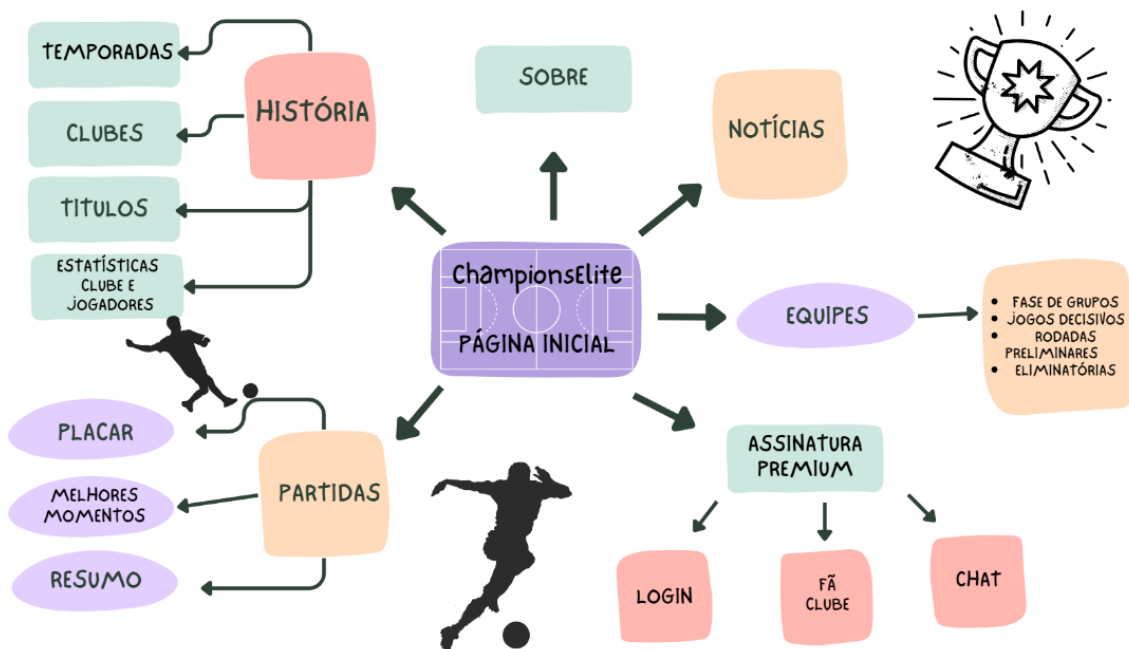 TEMPORADAS
HISTÓRIA
CLUBES
TITULOS
ESTATÍSTICAS
CLUBE E
JOGADORES
SOBRE
NOTÍCIAS
ChampionsElite
PÁGINA INICIAL
EQUIPES
• FASE DE GRUPOS
• JOGOS DECISIVOS
• RODADAS
PRELIMINARES
• ELIMINATÓRIAS
PLACAR
MELHORES
MOMENTOS
RESUMO
PARTIDAS
ASSINATURA
PREMIUM
LOGIN
FÃ
CLUBE
CHAT